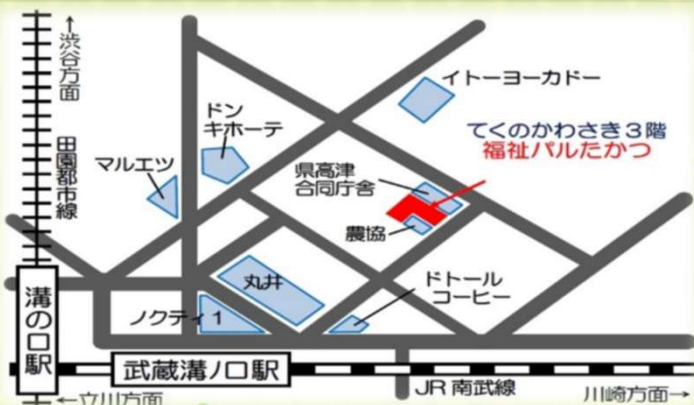 ↑渋谷方面
田園都市線
マルエツ
ドン
キホーテ
イトーヨーカドー
てくのかわさき3階
福祉パルたかつ
県高津
合同庁舎
農協
丸井
ドトール
コーヒー
ノクティ1
溝の口駅
武蔵溝ノ口駅
JR南武線
←立川方面
川崎方面→